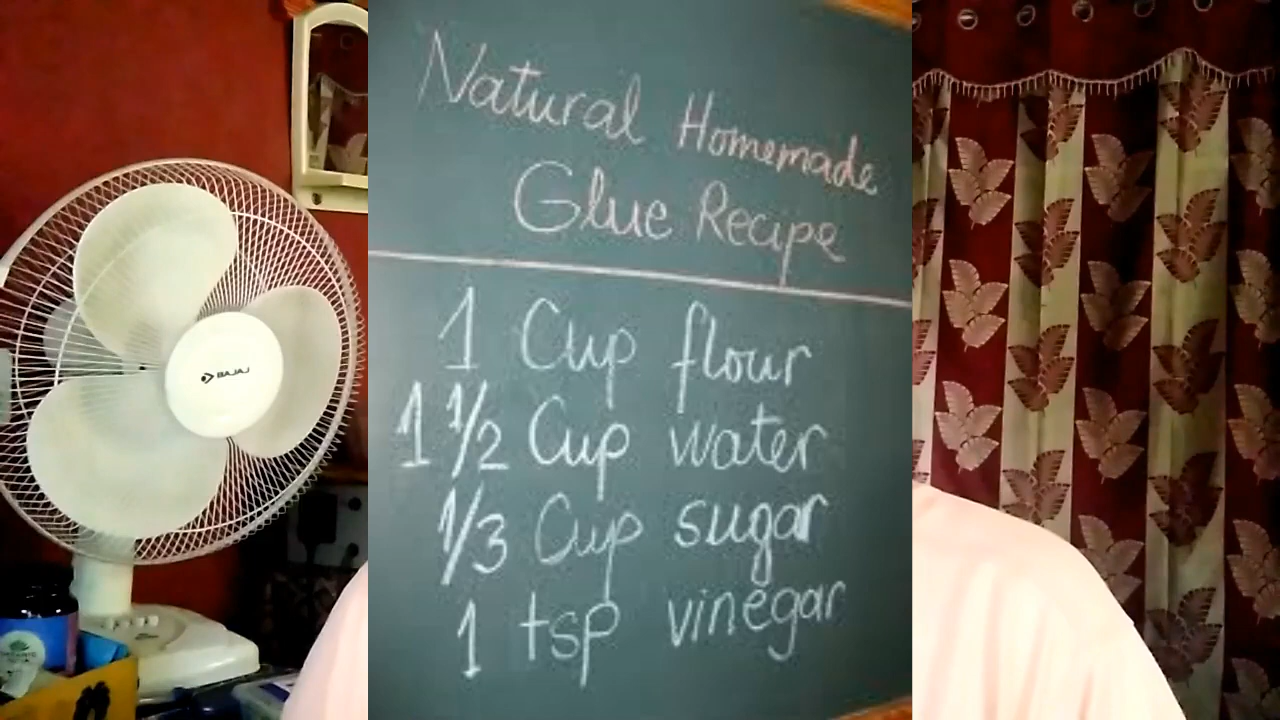 BAJAJ
Natural Homemade
Glue Recipe
1 Cup flour
1 1/2 Cup water
1/3 Cup sugar
1 tsp vinegar